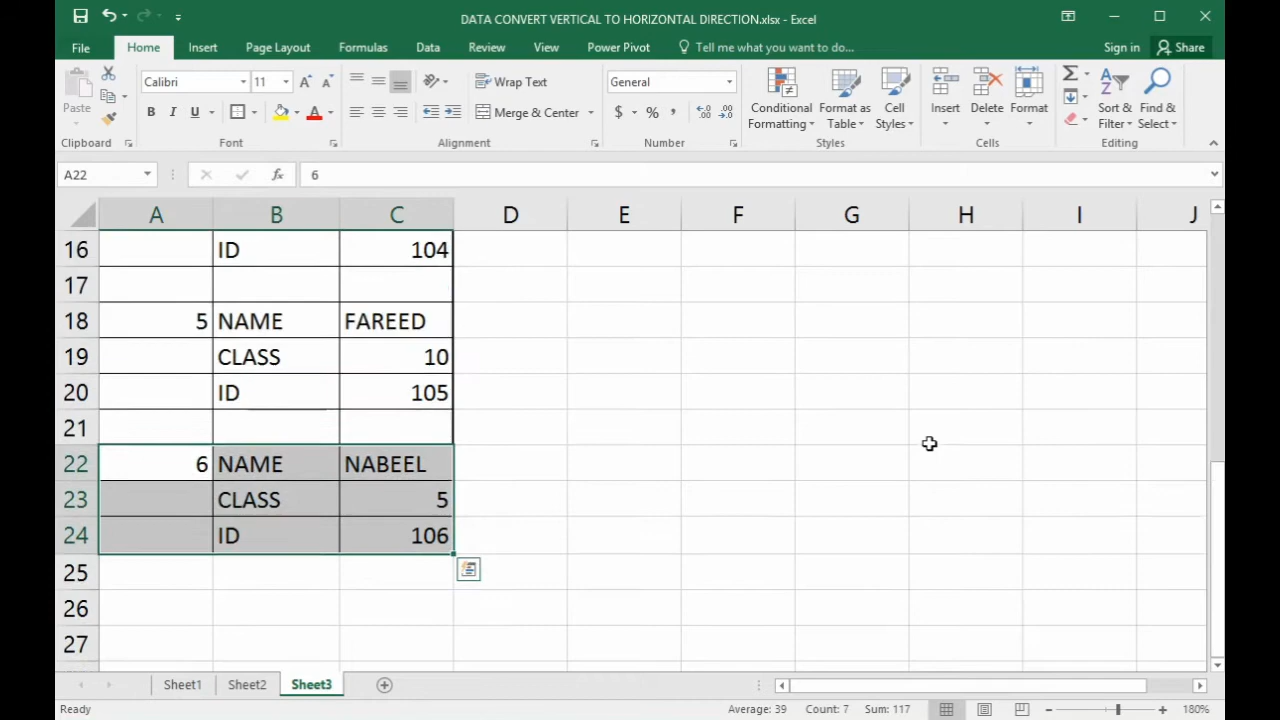 DATA CONVERT VERTICAL TO HORIZONTAL DIRECTION.xlsx - Excel
File Home Insert Page Layout Formulas Data Review View Power Pivot Tell me what you want to do... Sign in Share
Paste
Calibri 11
B I U A
Wrap Text
Merge & Center
General
$ % ,
Conditional Formatting
Format as Table
Cell Styles
Insert
Delete
Format
Sort & Filter
Find & Select
Clipboard Font Alignment Number Styles Cells Editing
A22 fx 6
A B C D E F G H I J
16 ID 104
17
18 5 NAME FAREED
19 CLASS 10
20 ID 105
21
22 6 NAME NABEEL
23 CLASS 5
24 ID 106
25
26
27
Sheet1 Sheet2 Sheet3
Ready Average: 39 Count: 7 Sum: 117 180%